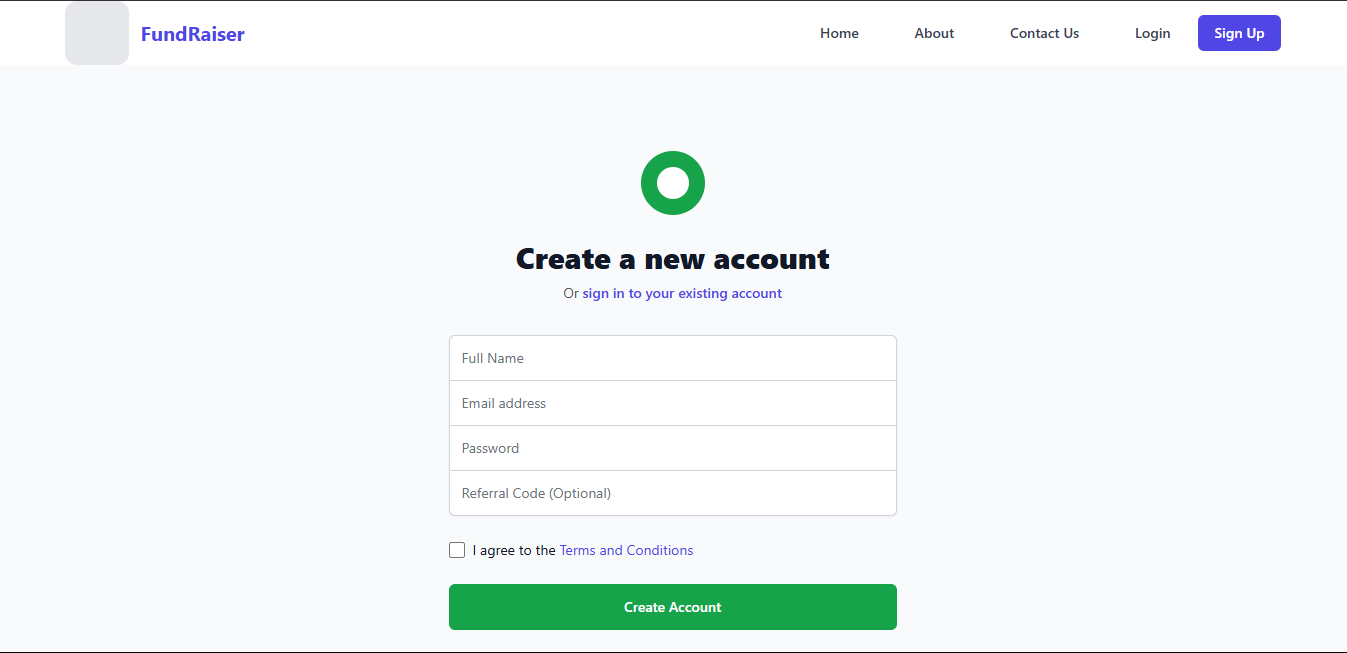 FundRaiser
Home
About
Contact Us
Login
Sign Up
Create a new account
Or sign in to your existing account
Full Name
Email address
Password
Referral Code (Optional)
I agree to the Terms and Conditions
Create Account